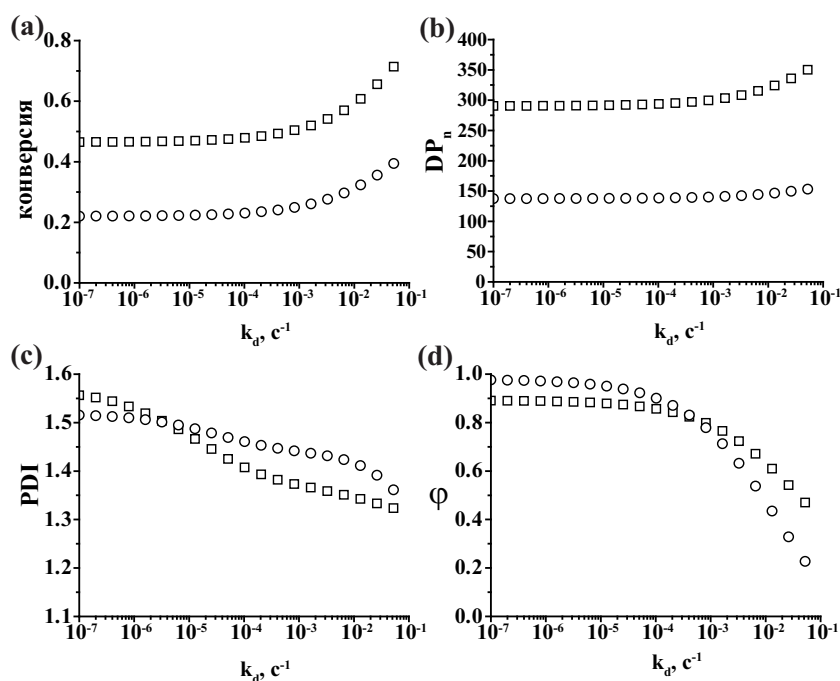 (a)
конверсия
0.8
0.6
0.4
0.2
0.0
10⁻⁷ 10⁻⁶ 10⁻⁵ 10⁻⁴ 10⁻³ 10⁻² 10⁻¹
k_d, c⁻¹
(b)
DP_n
400
350
300
250
200
150
100
50
0
10⁻⁷ 10⁻⁶ 10⁻⁵ 10⁻⁴ 10⁻³ 10⁻² 10⁻¹
k_d, c⁻¹
(c)
PDI
1.6
1.5
1.4
1.3
1.2
1.1
10⁻⁷ 10⁻⁶ 10⁻⁵ 10⁻⁴ 10⁻³ 10⁻² 10⁻¹
k_d, c⁻¹
(d)
φ
1.0
0.8
0.6
0.4
0.2
0.0
10⁻⁷ 10⁻⁶ 10⁻⁵ 10⁻⁴ 10⁻³ 10⁻² 10⁻¹
k_d, c⁻¹